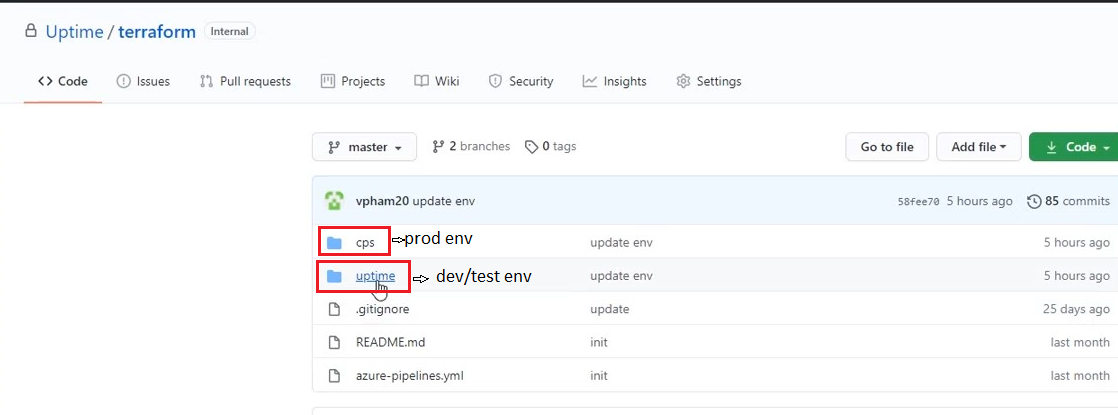 Uptime / terraform Internal
Code Issues Pull requests Projects Wiki Security Insights Settings
master 2 branches 0 tags Go to file Add file Code
vpham20 update env 58fee70 5 hours ago 85 commits
cps prod env update env 5 hours ago
uptime dev/test env update env 5 hours ago
.gitignore update 25 days ago
README.md init last month
azure-pipelines.yml init last month